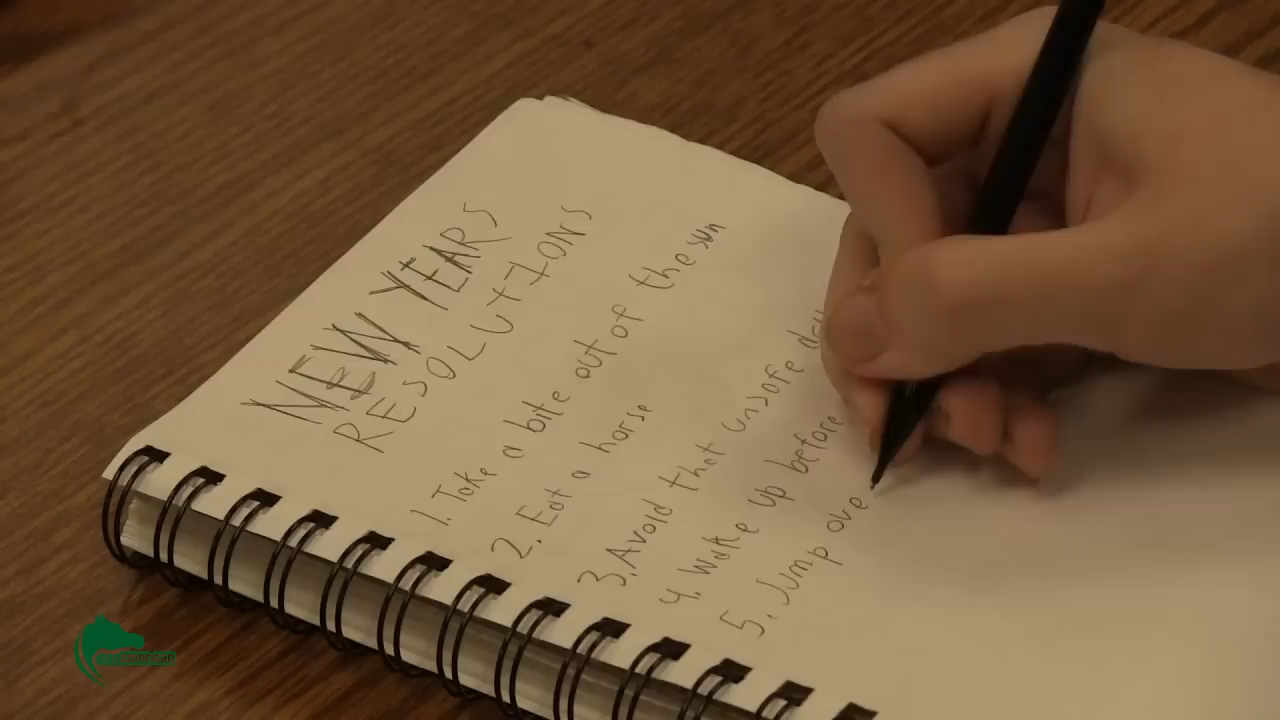 NEW YEARS
RESOLUTIONS
1. Take a bite out of the sun
2. Eat a horse
3. Avoid that unsafe
4. Wake up before
5. Jump ove